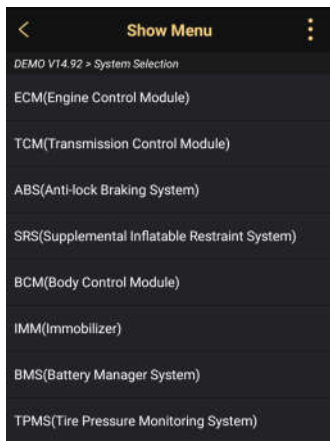 Show Menu
DEMO V14.92 > System Selection
ECM(Engine Control Module)
TCM(Transmission Control Module)
ABS(Anti-lock Braking System)
SRS(Supplemental Inflatable Restraint System)
BCM(Body Control Module)
IMM(Immobilizer)
BMS(Battery Manager System)
TPMS(Tire Pressure Monitoring System)